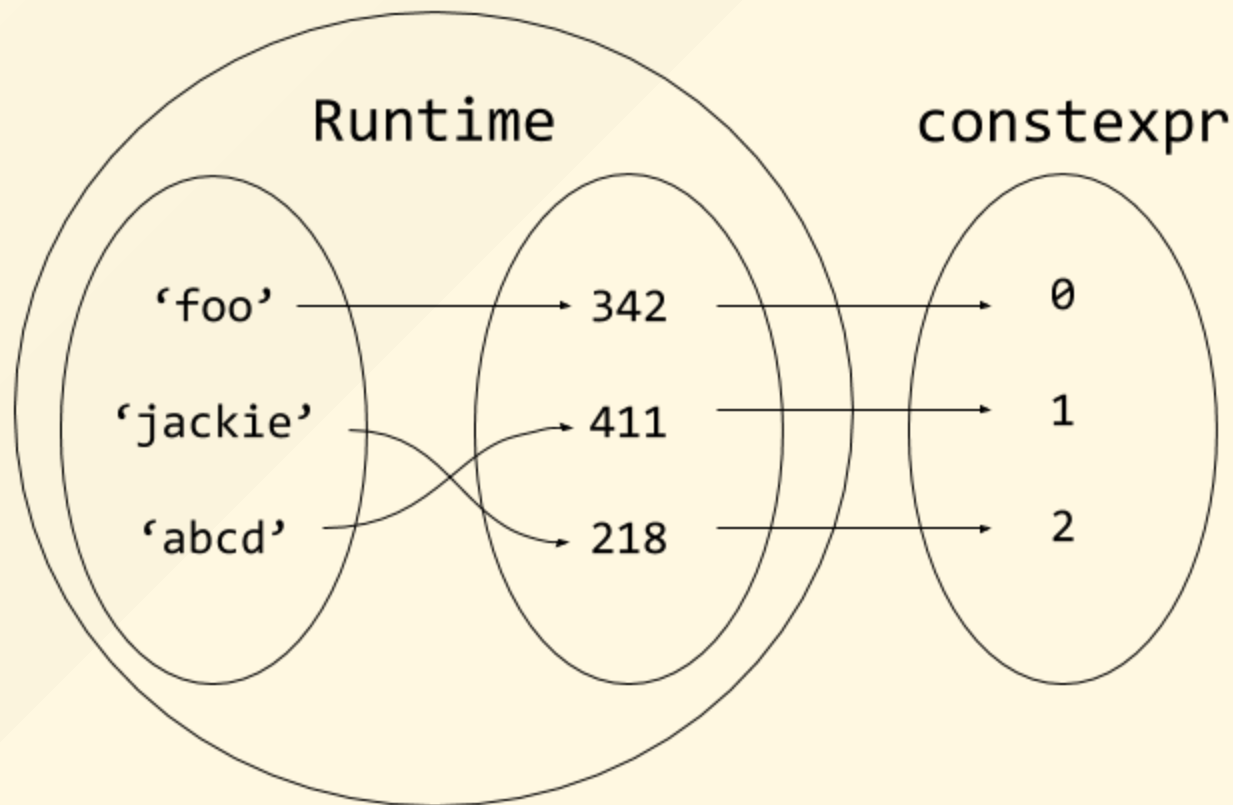 Runtime
constexpr
‘foo’
342
0
‘jackie’
411
1
‘abcd’
218
2